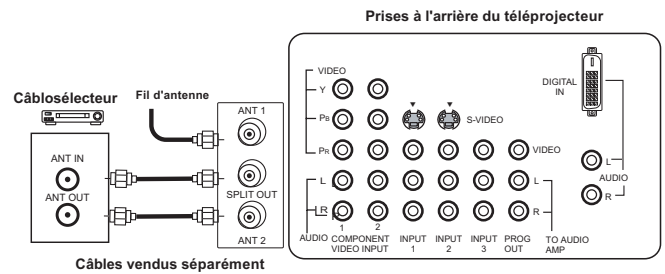 Prises à l'arrière du téléprojecteur
Câblosélecteur
Fil d'antenne
ANT 1
ANT IN
ANT OUT
SPLIT OUT
ANT 2
Câbles vendus séparément
VIDEO
Y
PB
PR
S-VIDEO
VIDEO
L
R
L
R
1
2
AUDIO
COMPONENT
VIDEO INPUT
INPUT
1
INPUT
2
INPUT
3
PROG
OUT
TO AUDIO
AMP
DIGITAL
IN
L
AUDIO
R